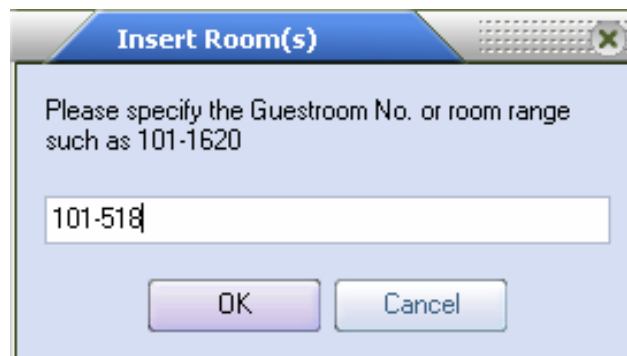 Insert Room(s)
Please specify the Guestroom No. or room range
such as 101-1620
101-518
OK
Cancel